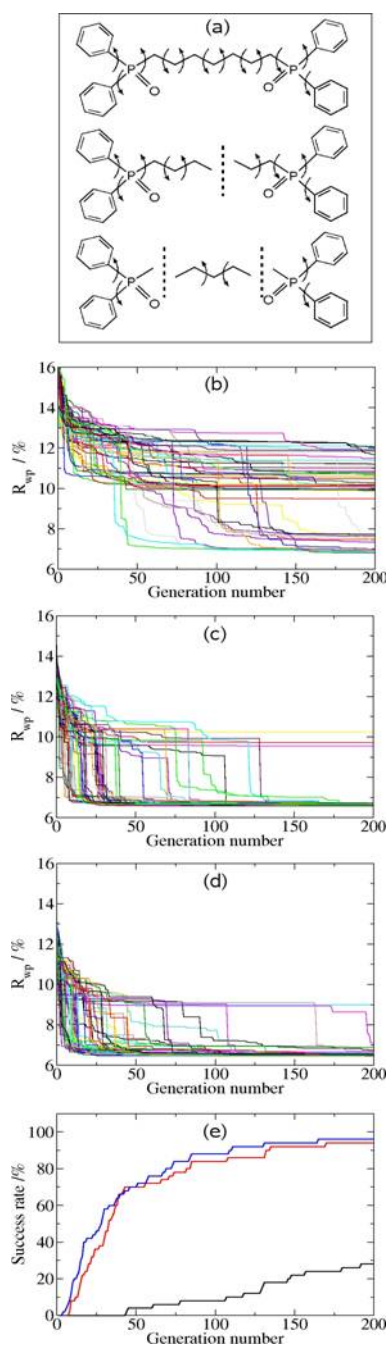 (a)
P P
O O
P P
O O
P P
O O
(b)
16
14
12
10
8
6
R_wp / %
0 50 100 150 200
Generation number
(c)
16
14
12
10
8
6
R_wp / %
0 50 100 150 200
Generation number
(d)
16
14
12
10
8
6
R_wp / %
0 50 100 150 200
Generation number
(e)
100
80
60
40
20
0
Success rate /%
0 50 100 150 200
Generation number